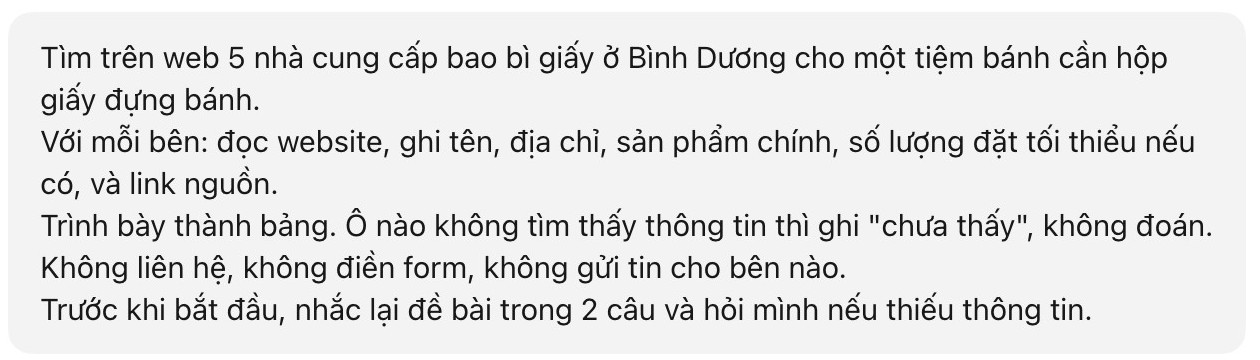 Tìm trên web 5 nhà cung cấp bao bì giấy ở Bình Dương cho một tiệm bánh cần hộp
giấy đựng bánh.
Với mỗi bên: đọc website, ghi tên, địa chỉ, sản phẩm chính, số lượng đặt tối thiểu nếu
có, và link nguồn.
Trình bày thành bảng. Ô nào không tìm thấy thông tin thì ghi "chưa thấy", không đoán.
Không liên hệ, không điền form, không gửi tin cho bên nào.
Trước khi bắt đầu, nhắc lại đề bài trong 2 câu và hỏi mình nếu thiếu thông tin.